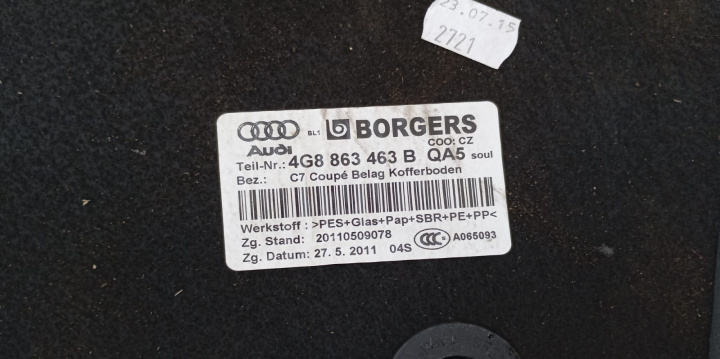 23.07.15
2721
Audi BL1 BORGERS
COO: CZ
Teil-Nr.: 4G8 863 463 B QA5 soul
Bez.: C7 Coupé Belag Kofferboden
Werkstoff : >PES+Glas+Pap+SBR+PE+PP<
Zg. Stand: 20110509078 CCC S A065093
Zg. Datum: 27. 5. 2011 04S